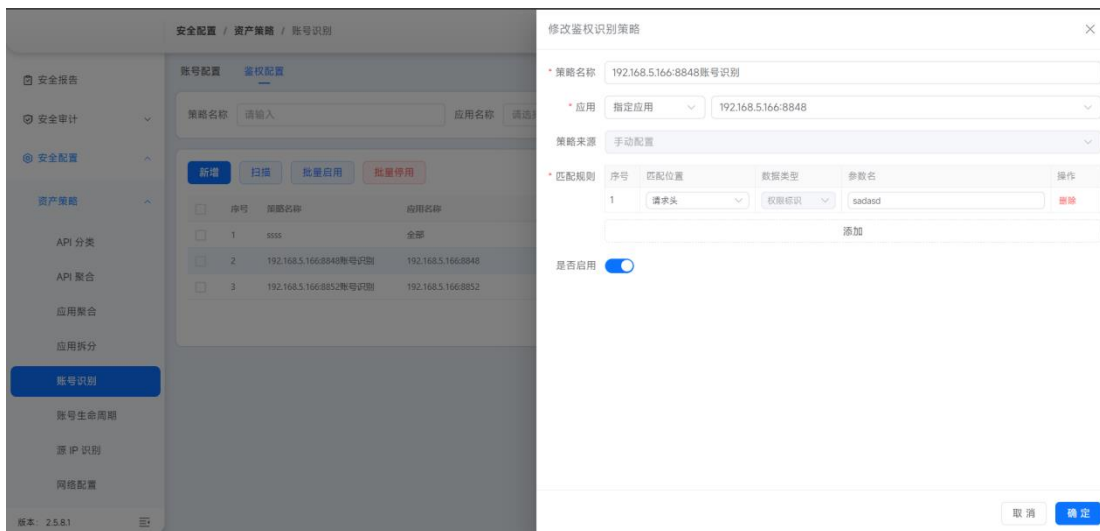 安全配置 / 资产策略 / 账号识别
安全报告
安全审计
安全配置
资产策略
API 分类
API 聚合
应用聚合
应用拆分
账号识别
账号生命周期
源 IP 识别
网络配置
版本: 2.5.8.1
账号配置 鉴权配置
策略名称 请输入 应用名称 请选
新增 扫描 批量启用 批量停用
序号 策略名称 应用名称
1 ssss 全部
2 192.168.5.166:8848账号识别 192.168.5.166:8848
3 192.168.5.166:8852账号识别 192.168.5.166:8852
修改鉴权识别策略
* 策略名称 192.168.5.166:8848账号识别
* 应用 指定应用 192.168.5.166:8848
策略来源 手动配置
* 匹配规则 序号 匹配位置 数据类型 参数名 操作
1 请求头 权限标识 sadasd 删除
添加
是否启用
取消 确定